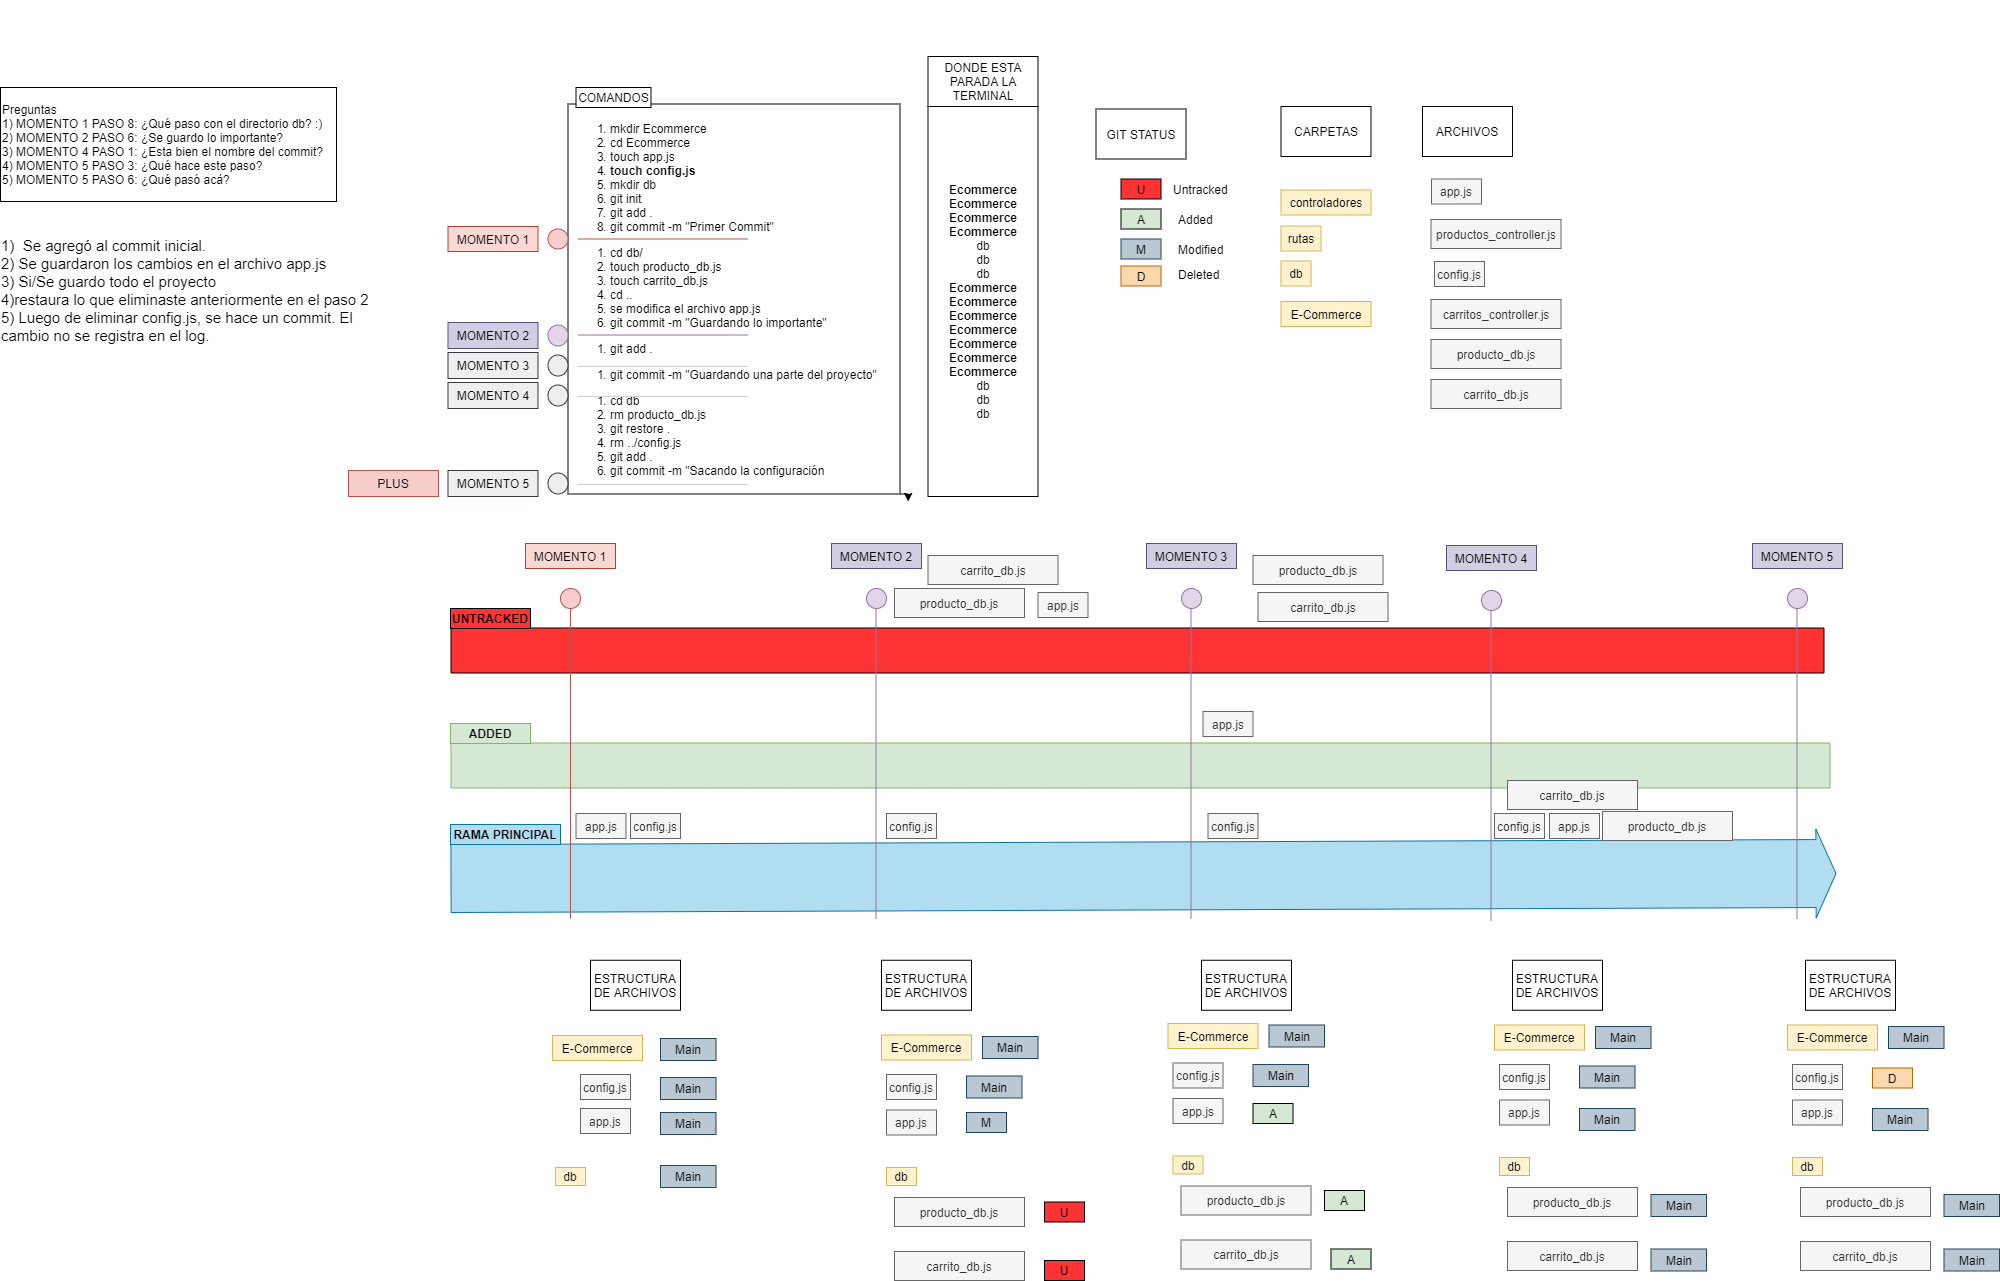 Preguntas
1) MOMENTO 1 PASO 8: ¿Qué paso con el directorio db? :)
2) MOMENTO 2 PASO 6: ¿Se guardo lo importante?
3) MOMENTO 4 PASO 1: ¿Esta bien el nombre del commit?
4) MOMENTO 5 PASO 3: ¿Qué hace este paso?
5) MOMENTO 5 PASO 6: ¿Qué pasó acá?
1)  Se agregó al commit inicial.
2) Se guardaron los cambios en el archivo app.js
3) Si/Se guardo todo el proyecto
4)restaura lo que eliminaste anteriormente en el paso 2
5) Luego de eliminar config.js, se hace un commit. El
cambio no se registra en el log.
COMANDOS
1. mkdir Ecommerce
2. cd Ecommerce
3. touch app.js
4. touch config.js
5. mkdir db
6. git init
7. git add .
8. git commit -m "Primer Commit"
MOMENTO 1
1. cd db/
2. touch producto_db.js
3. touch carrito_db.js
4. cd ..
5. se modifica el archivo app.js
6. git commit -m "Guardando lo importante"
MOMENTO 2
1. git add .
MOMENTO 3
1. git commit -m "Guardando una parte del proyecto"
MOMENTO 4
1. cd db
2. rm producto_db.js
3. git restore .
4. rm ../config.js
5. git add .
6. git commit -m "Sacando la configuración
PLUS
MOMENTO 5
DONDE ESTA
PARADA LA
TERMINAL
Ecommerce
Ecommerce
Ecommerce
Ecommerce
db
db
db
Ecommerce
Ecommerce
Ecommerce
Ecommerce
Ecommerce
Ecommerce
Ecommerce
db
db
db
GIT STATUS
U Untracked
A Added
M Modified
D Deleted
CARPETAS
controladores
rutas
db
E-Commerce
ARCHIVOS
app.js
productos_controller.js
config.js
carritos_controller.js
producto_db.js
carrito_db.js
MOMENTO 1
MOMENTO 2
carrito_db.js
producto_db.js
app.js
MOMENTO 3
producto_db.js
carrito_db.js
MOMENTO 4
MOMENTO 5
UNTRACKED
app.js
ADDED
carrito_db.js
RAMA PRINCIPAL
app.js
config.js
config.js
config.js
config.js
app.js
producto_db.js
ESTRUCTURA
DE ARCHIVOS
E-Commerce Main
config.js Main
app.js Main
db Main
ESTRUCTURA
DE ARCHIVOS
E-Commerce Main
config.js Main
app.js M
db
producto_db.js U
carrito_db.js U
ESTRUCTURA
DE ARCHIVOS
E-Commerce Main
config.js Main
app.js A
db
producto_db.js A
carrito_db.js A
ESTRUCTURA
DE ARCHIVOS
E-Commerce Main
config.js Main
app.js Main
db
producto_db.js Main
carrito_db.js Main
ESTRUCTURA
DE ARCHIVOS
E-Commerce Main
config.js D
app.js Main
db
producto_db.js Main
carrito_db.js Main